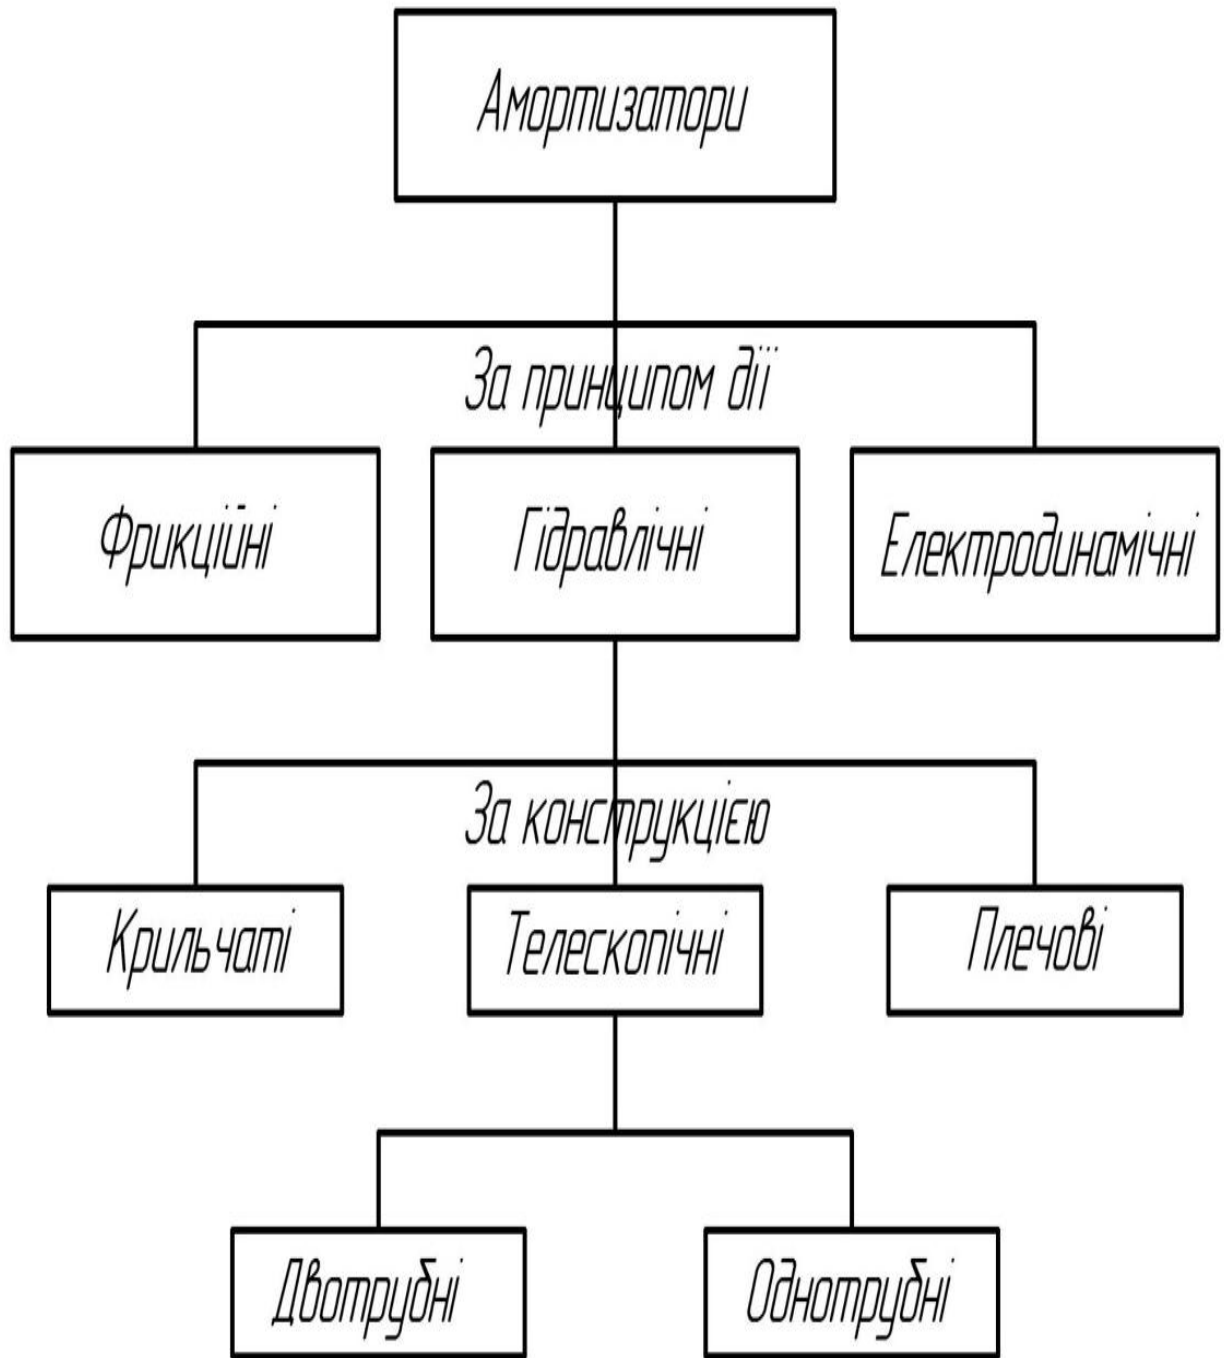 Амортизатори
За принципом дії
Фрикційні
Гідравлічні
Електродинамічні
За конструкцією
Крильчаті
Телескопічні
Плечові
Двотрубні
Однотрубні